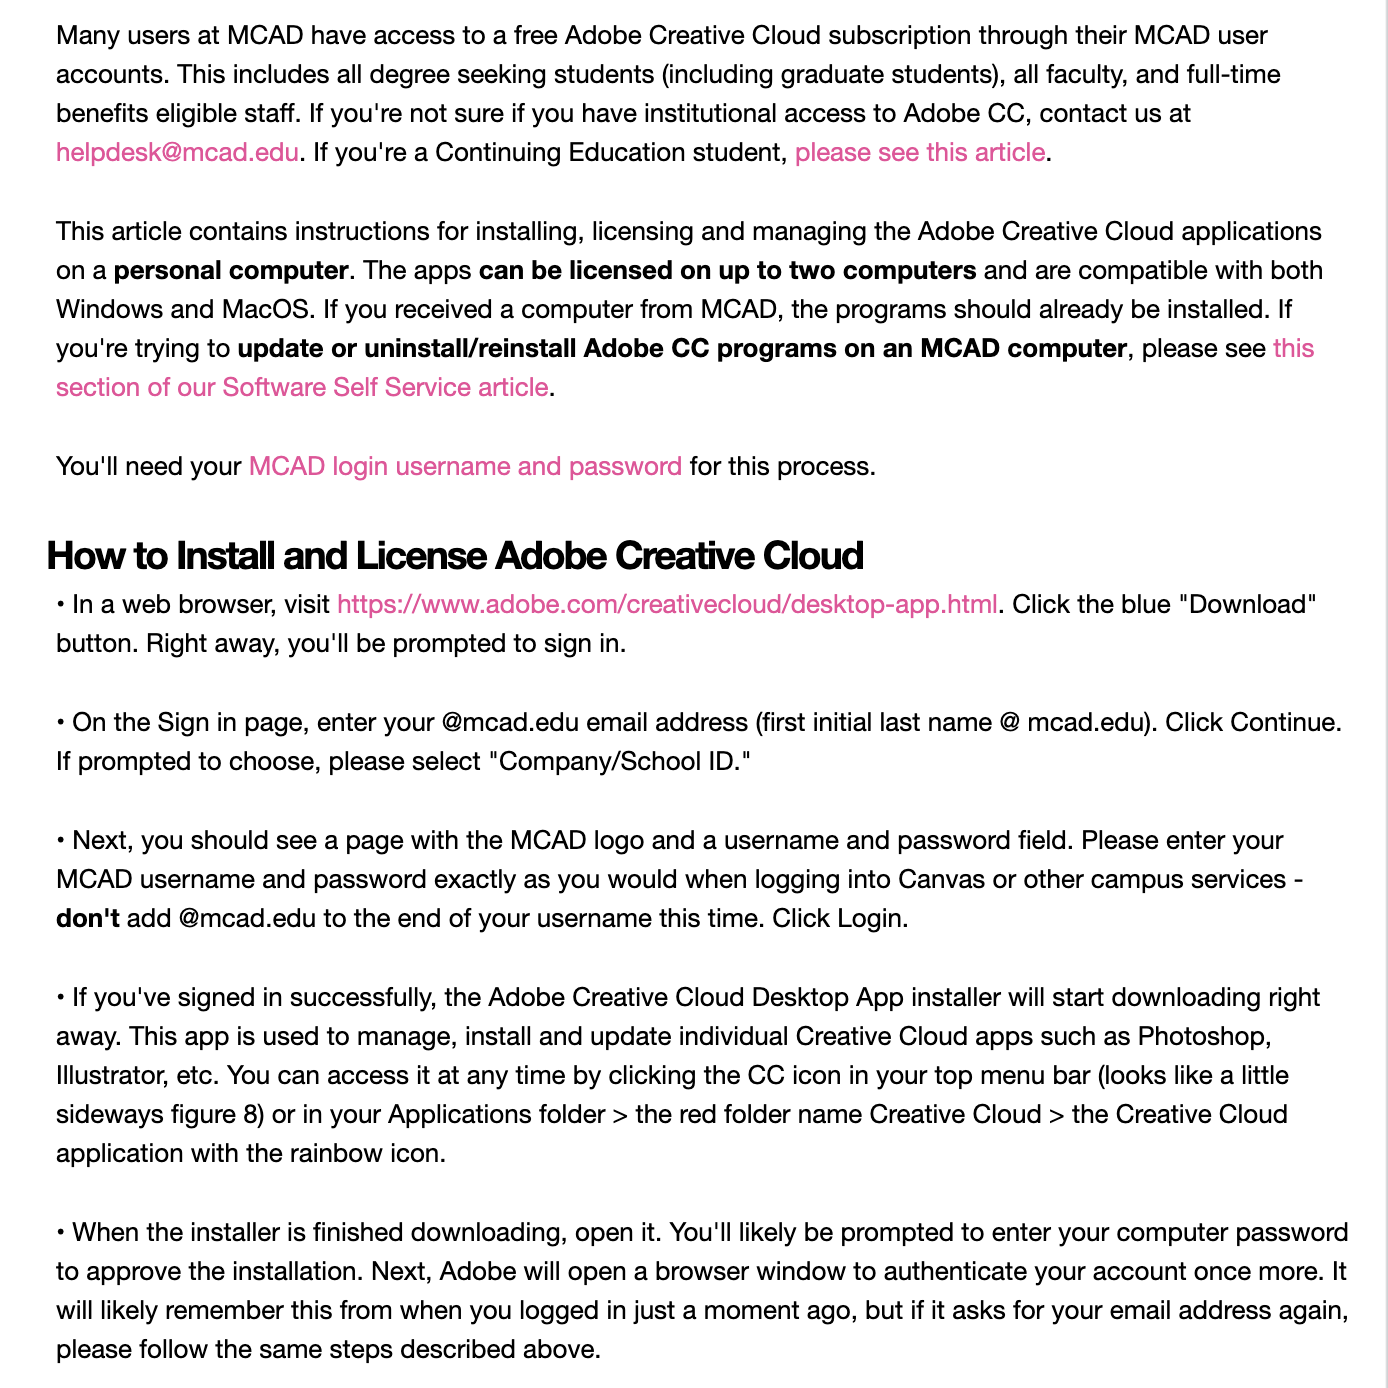 Many users at MCAD have access to a free Adobe Creative Cloud subscription through their MCAD user
accounts. This includes all degree seeking students (including graduate students), all faculty, and full-time
benefits eligible staff. If you're not sure if you have institutional access to Adobe CC, contact us at
helpdesk@mcad.edu. If you're a Continuing Education student, please see this article.
This article contains instructions for installing, licensing and managing the Adobe Creative Cloud applications
on a personal computer. The apps can be licensed on up to two computers and are compatible with both
Windows and MacOS. If you received a computer from MCAD, the programs should already be installed. If
you're trying to update or uninstall/reinstall Adobe CC programs on an MCAD computer, please see this
section of our Software Self Service article.
You'll need your MCAD login username and password for this process.
How to Install and License Adobe Creative Cloud
• In a web browser, visit https://www.adobe.com/creativecloud/desktop-app.html. Click the blue "Download"
button. Right away, you'll be prompted to sign in.
• On the Sign in page, enter your @mcad.edu email address (first initial last name @ mcad.edu). Click Continue.
If prompted to choose, please select "Company/School ID."
• Next, you should see a page with the MCAD logo and a username and password field. Please enter your
MCAD username and password exactly as you would when logging into Canvas or other campus services -
don't add @mcad.edu to the end of your username this time. Click Login.
• If you've signed in successfully, the Adobe Creative Cloud Desktop App installer will start downloading right
away. This app is used to manage, install and update individual Creative Cloud apps such as Photoshop,
Illustrator, etc. You can access it at any time by clicking the CC icon in your top menu bar (looks like a little
sideways figure 8) or in your Applications folder > the red folder name Creative Cloud > the Creative Cloud
application with the rainbow icon.
• When the installer is finished downloading, open it. You'll likely be prompted to enter your computer password
to approve the installation. Next, Adobe will open a browser window to authenticate your account once more. It
will likely remember this from when you logged in just a moment ago, but if it asks for your email address again,
please follow the same steps described above.